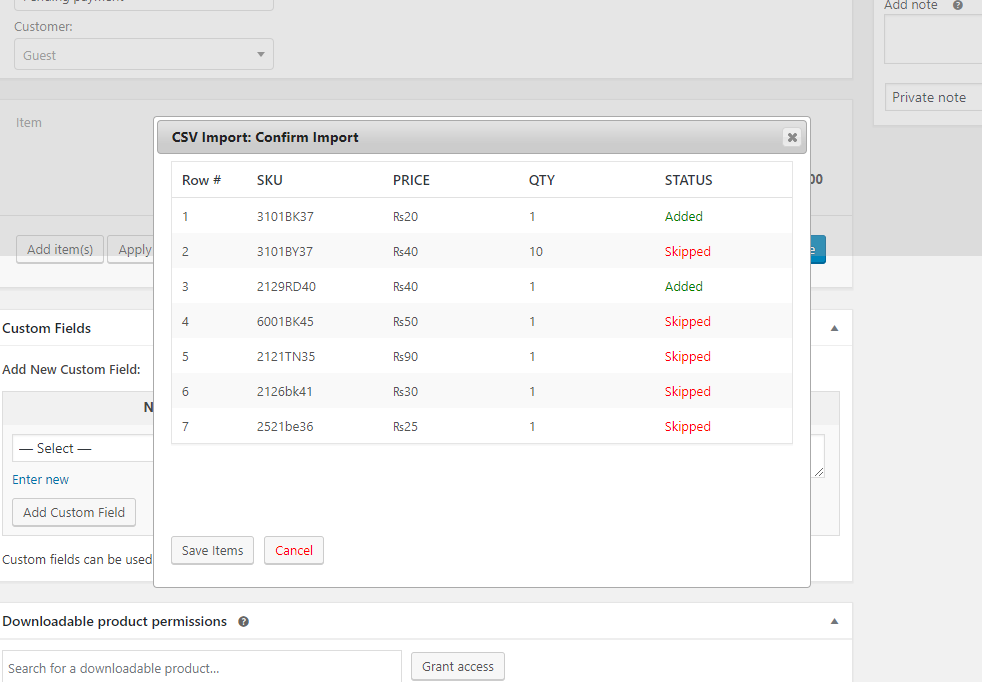 Pending payment
Customer:
Guest
Add note
Private note
Item
00
Add item(s) Apply
e
CSV Import: Confirm Import
Row # SKU PRICE QTY STATUS
1 3101BK37 ₨20 1 Added
2 3101BY37 ₨40 10 Skipped
3 2129RD40 ₨40 1 Added
4 6001BK45 ₨50 1 Skipped
5 2121TN35 ₨90 1 Skipped
6 2126bk41 ₨30 1 Skipped
7 2521be36 ₨25 1 Skipped
Save Items Cancel
Custom Fields
Add New Custom Field:
N
— Select —
Enter new
Add Custom Field
Custom fields can be used
Downloadable product permissions ?
Search for a downloadable product...
Grant access